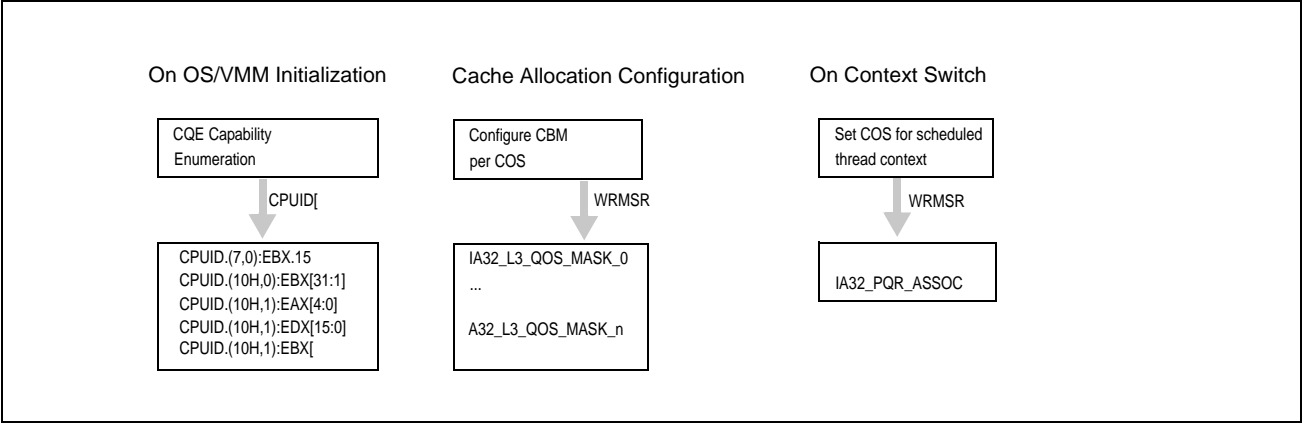 On OS/VMM Initialization
CQE Capability
Enumeration
CPUID[
CPUID.(7,0):EBX.15
CPUID.(10H,0):EBX[31:1]
CPUID.(10H,1):EAX[4:0]
CPUID.(10H,1):EDX[15:0]
CPUID.(10H,1):EBX[
Cache Allocation Configuration
Configure CBM
per COS
WRMSR
IA32_L3_QOS_MASK_0
...
A32_L3_QOS_MASK_n
On Context Switch
Set COS for scheduled
thread context
WRMSR
IA32_PQR_ASSOC